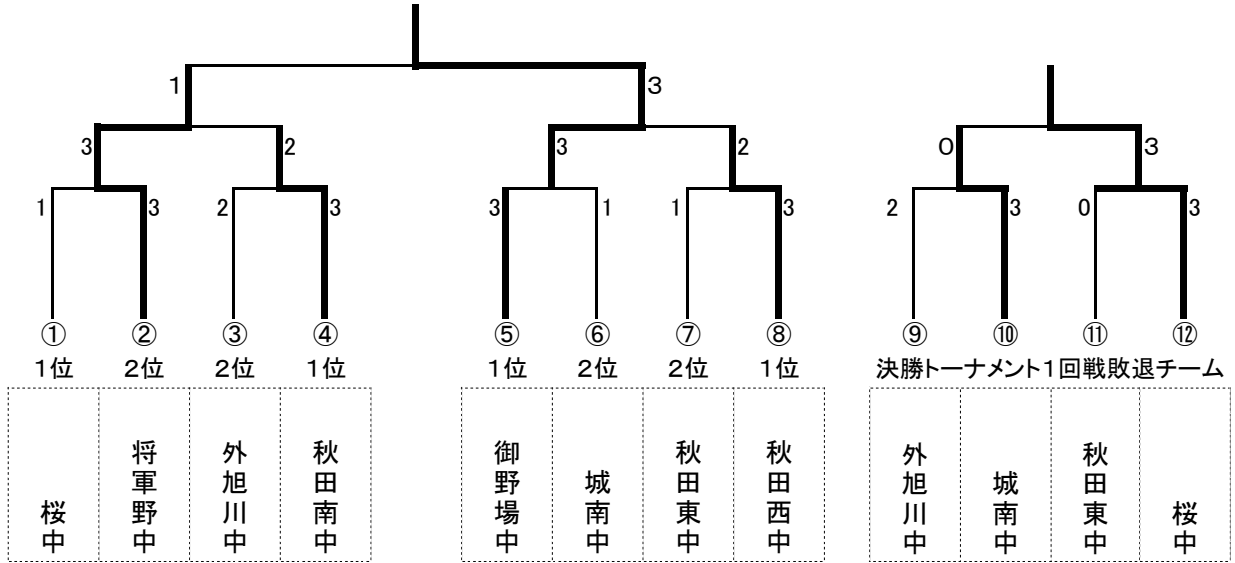 1 3
3 2 3 2 0 3
1 3 2 3 3 1 1 3 2 3 0 3
① ② ③ ④ ⑤ ⑥ ⑦ ⑧ ⑨ ⑩ ⑪ ⑫
1位 2位 2位 1位 1位 2位 2位 1位 決勝トーナメント1回戦敗退チーム
桜中
将軍野中
外旭川中
秋田南中
御野場中
城南中
秋田東中
秋田西中
外旭川中
城南中
秋田東中
桜中